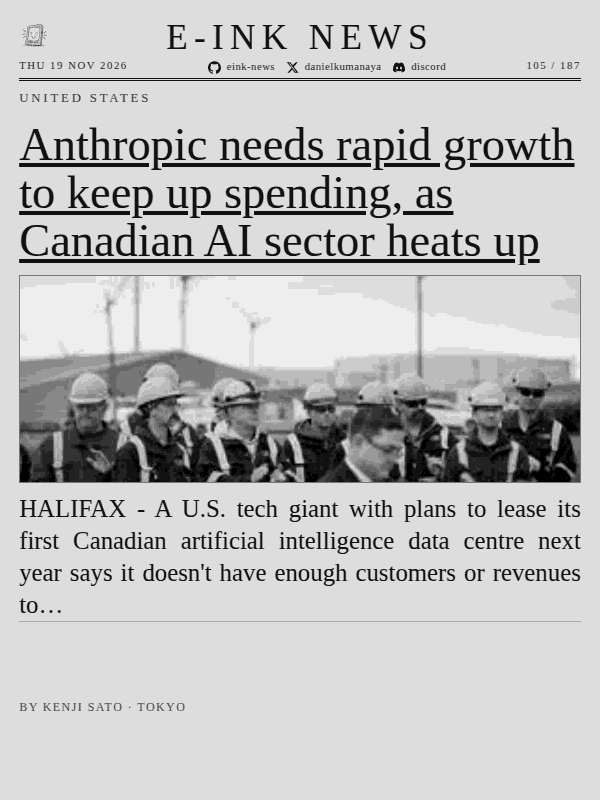 E-INK NEWS
THU 19 NOV 2026
eink-news danielkumanaya discord
105 / 187
UNITED STATES
Anthropic needs rapid growth
to keep up spending, as
Canadian AI sector heats up
HALIFAX - A U.S. tech giant with plans to lease its
first Canadian artificial intelligence data centre next
year says it doesn't have enough customers or revenues
to…
BY KENJI SATO · TOKYO